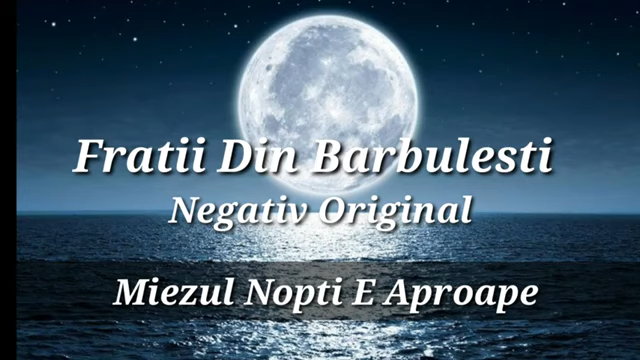 Fratii Din Barbulesti
Negativ Original
Miezul Nopti E Aproape